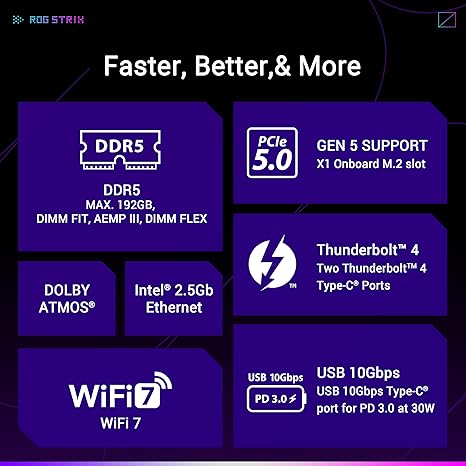 ROG STRIX
Faster, Better,& More
DDR5
DDR5
MAX. 192GB,
DIMM FIT, AEMP III, DIMM FLEX
PCIe
5.0
GEN 5 SUPPORT
X1 Onboard M.2 slot
Thunderbolt™ 4
Two Thunderbolt™ 4
Type-C® Ports
TM
DOLBY
ATMOS®
Intel® 2.5Gb
Ethernet
WiFi 7
WiFi 7
USB 10Gbps
PD 3.0
USB 10Gbps
USB 10Gbps Type-C®
port for PD 3.0 at 30W